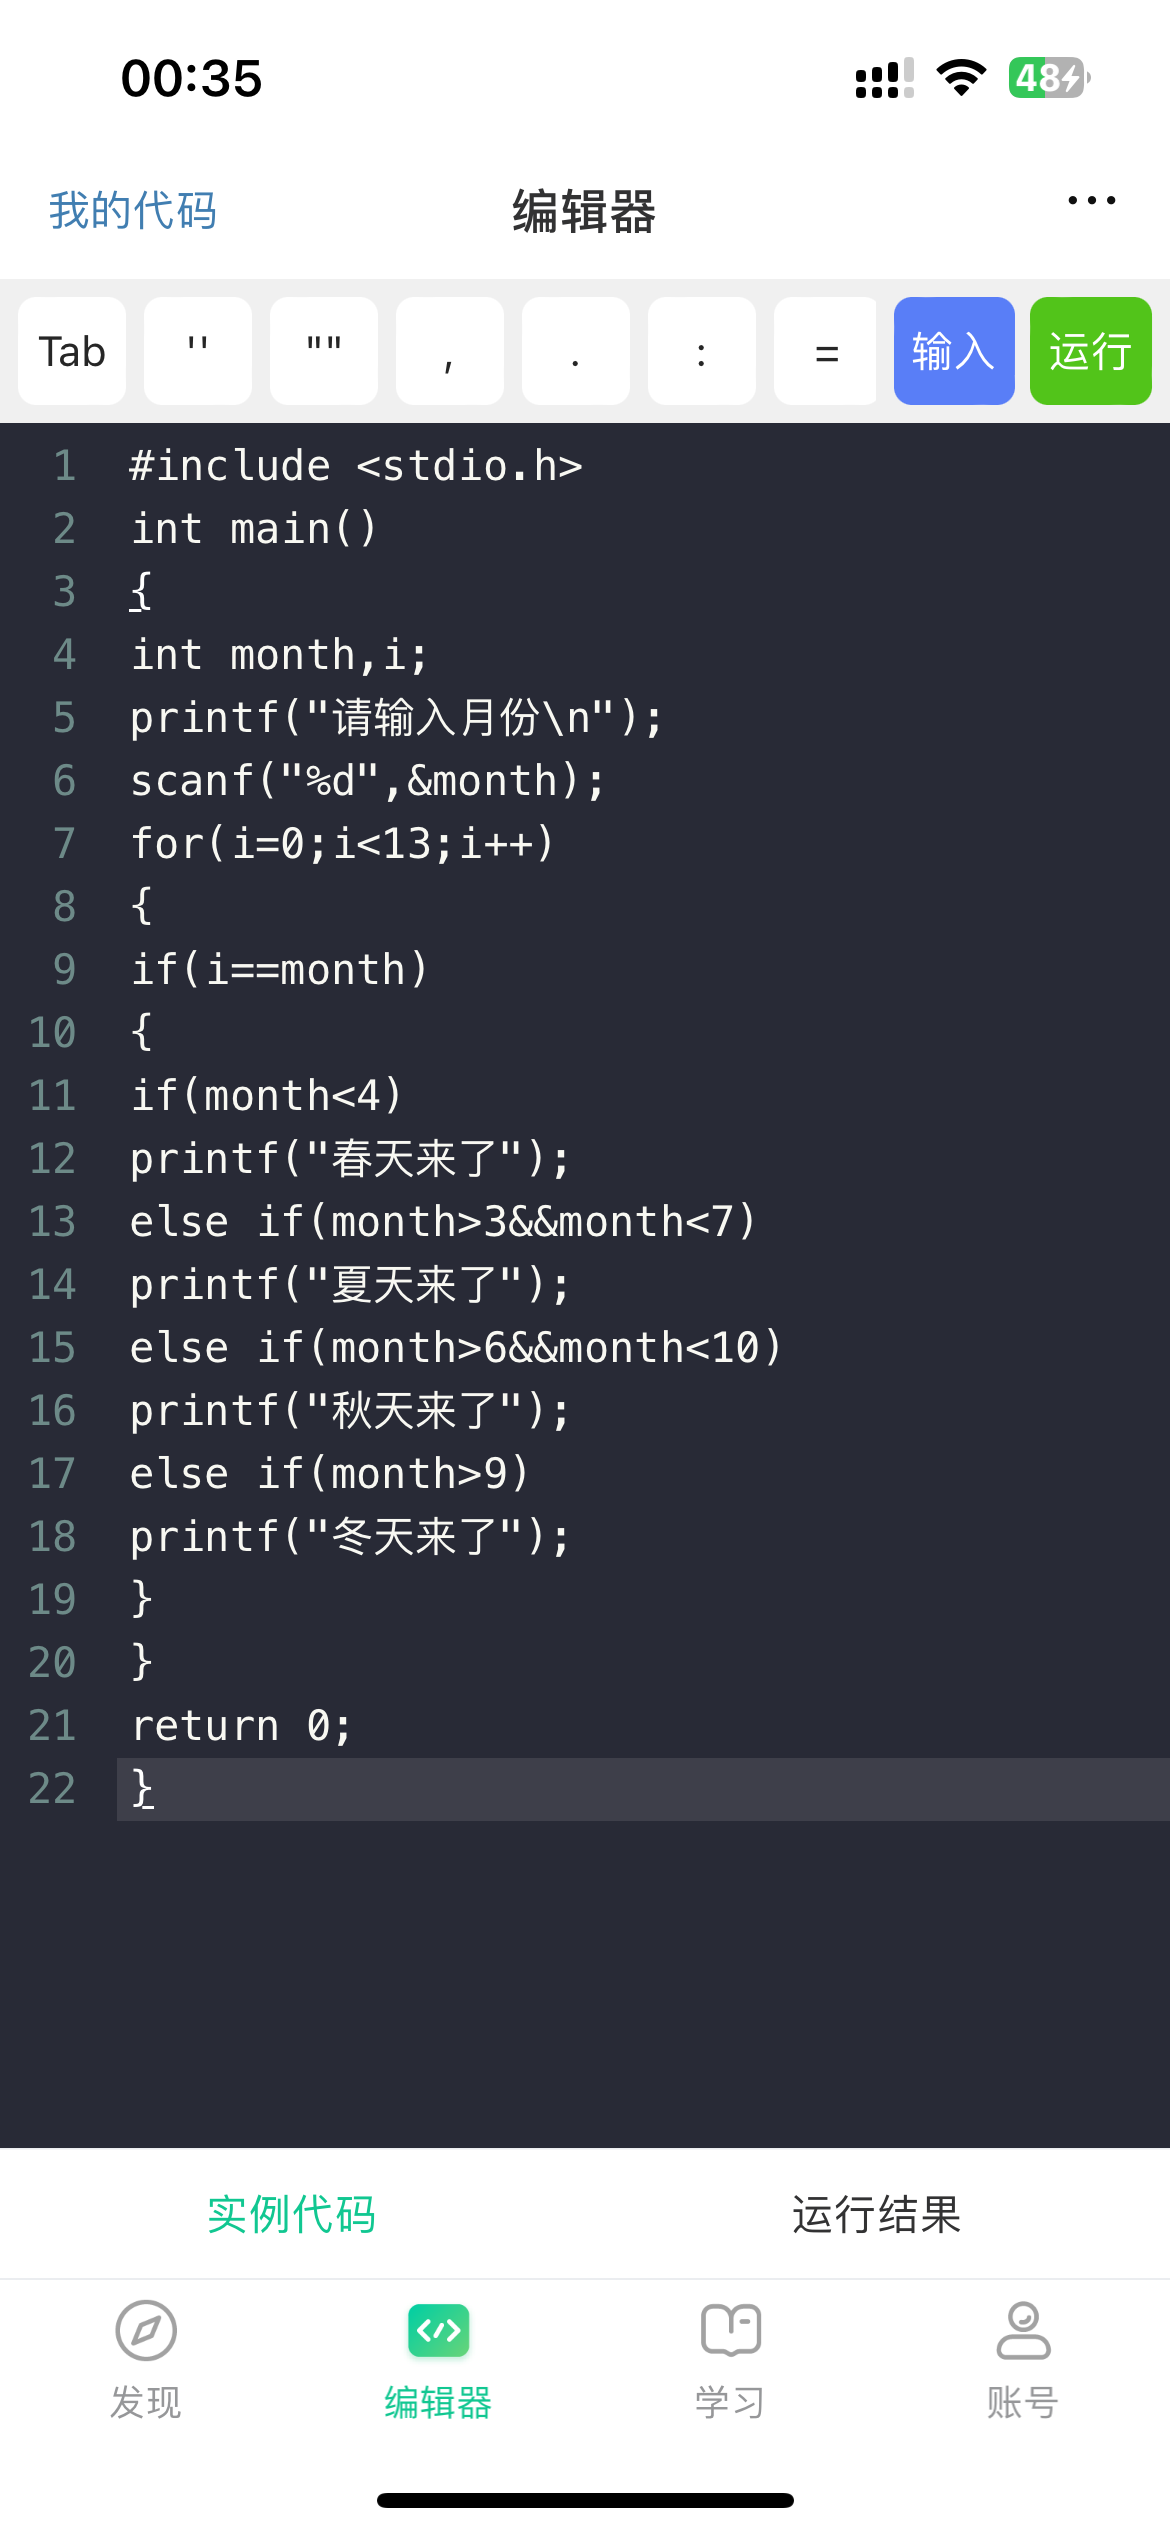 00:35
48
我的代码
编辑器
...
Tab '' "" , . : = 输入 运行
1 #include <stdio.h>
2 int main()
3 {
4 int month,i;
5 printf("请输入月份\n");
6 scanf("%d",&month);
7 for(i=0;i<13;i++)
8 {
9 if(i==month)
10 {
11 if(month<4)
12 printf("春天来了");
13 else if(month>3&&month<7)
14 printf("夏天来了");
15 else if(month>6&&month<10)
16 printf("秋天来了");
17 else if(month>9)
18 printf("冬天来了");
19 }
20 }
21 return 0;
22 }
实例代码 运行结果
发现 编辑器 学习 账号